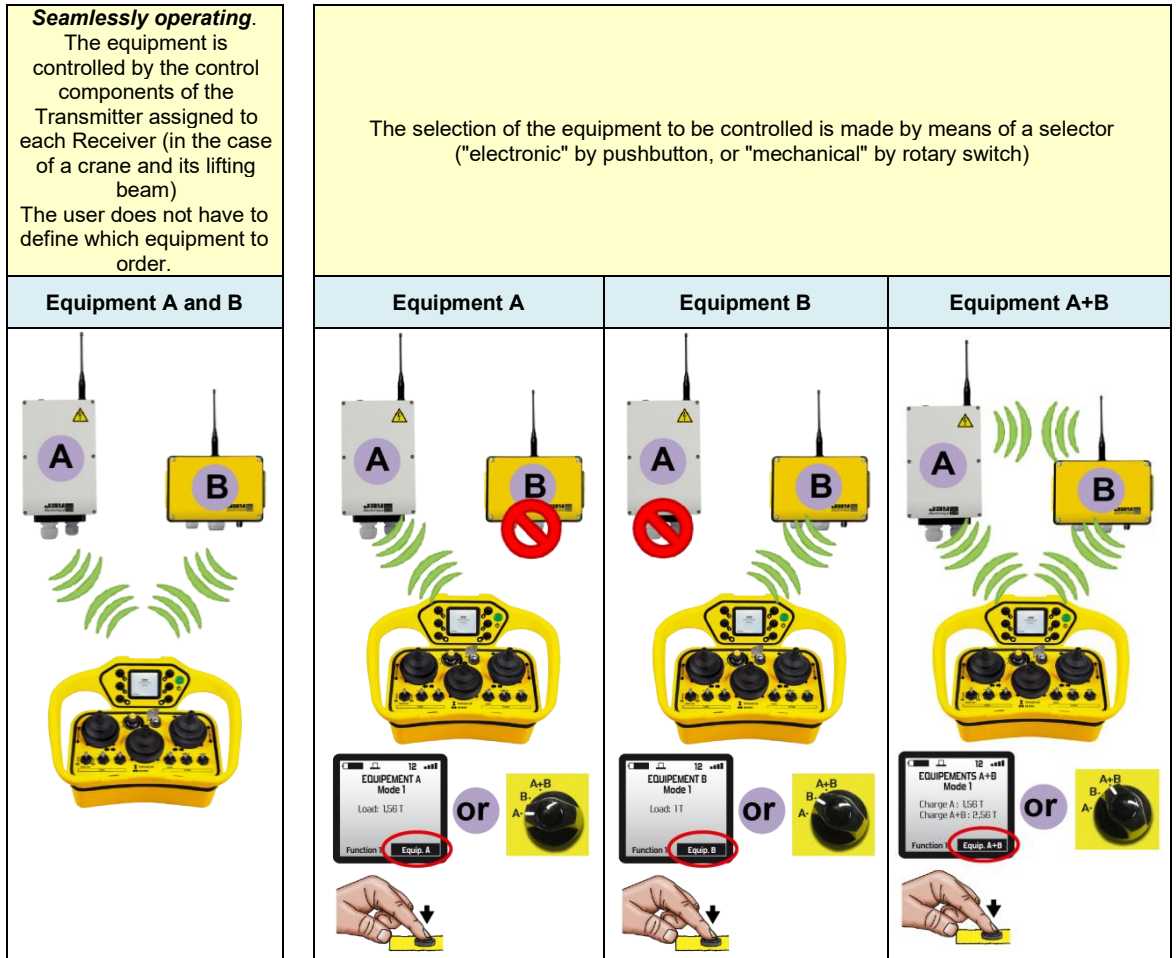 Seamlessly operating.
The equipment is
controlled by the control
components of the
Transmitter assigned to
each Receiver (in the case
of a crane and its lifting
beam)
The user does not have to
define which equipment to
order.
The selection of the equipment to be controlled is made by means of a selector
("electronic" by pushbutton, or "mechanical" by rotary switch)
Equipment A and B
Equipment A
Equipment B
Equipment A+B
A
B
A
B
A
B
A
B
12
EQUIPEMENT A
Mode 1
Load: 1,56 T
Function 1
Equip. A
or
A+B
B
A
12
EQUIPEMENT B
Mode 1
Load: 1 T
Function 1
Equip. B
or
A+B
B
A
12
EQUIPEMENTS A+B
Mode 1
Charge A : 1,56 T
Charge A+B : 2,56 T
Function 1
Equip. A+B
or
A+B
B
A